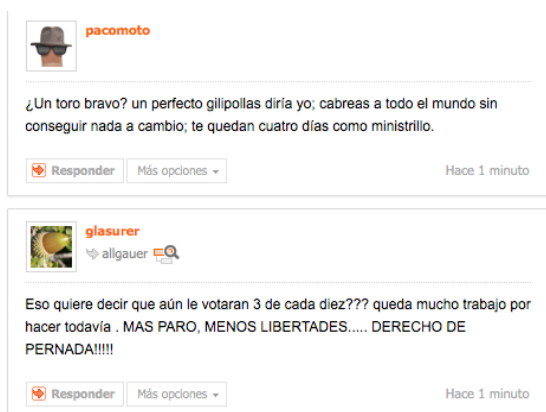 pacomoto
¿Un toro bravo? un perfecto gilipollas diría yo; cabreas a todo el mundo sin
conseguir nada a cambio; te quedan cuatro días como ministrillo.
Responder Más opciones Hace 1 minuto
glasurer
allgauer
Eso quiere decir que aún le votaran 3 de cada diez??? queda mucho trabajo por
hacer todavía . MAS PARO, MENOS LIBERTADES..... DERECHO DE
PERNADA!!!!!
Responder Más opciones Hace 1 minuto